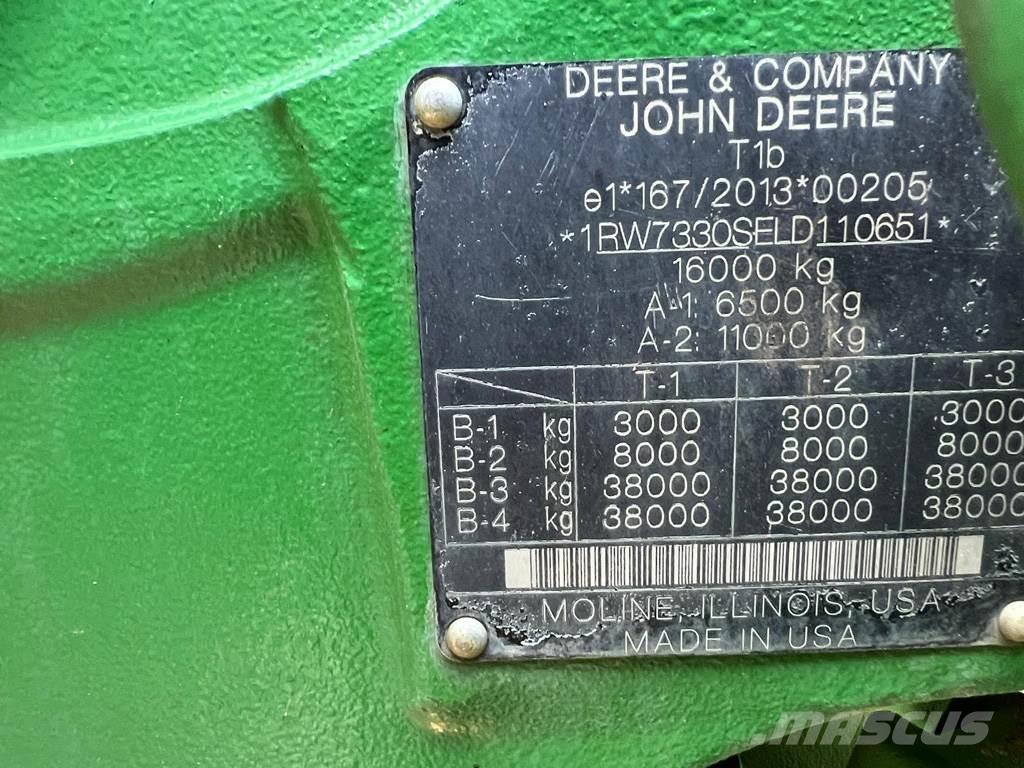 DEERE & COMPANY
JOHN DEERE
T1b
e1*167/2013*00205
*1RW7330SELD110651*
16000 kg
A-1: 6500 kg
A-2: 11000 kg
T-1 T-2 T-3
B-1 kg 3000 3000 3000
B-2 kg 8000 8000 8000
B-3 kg 38000 38000 38000
B-4 kg 38000 38000 38000
MOLINE, ILLINOIS, USA
MADE IN USA
MASCUS